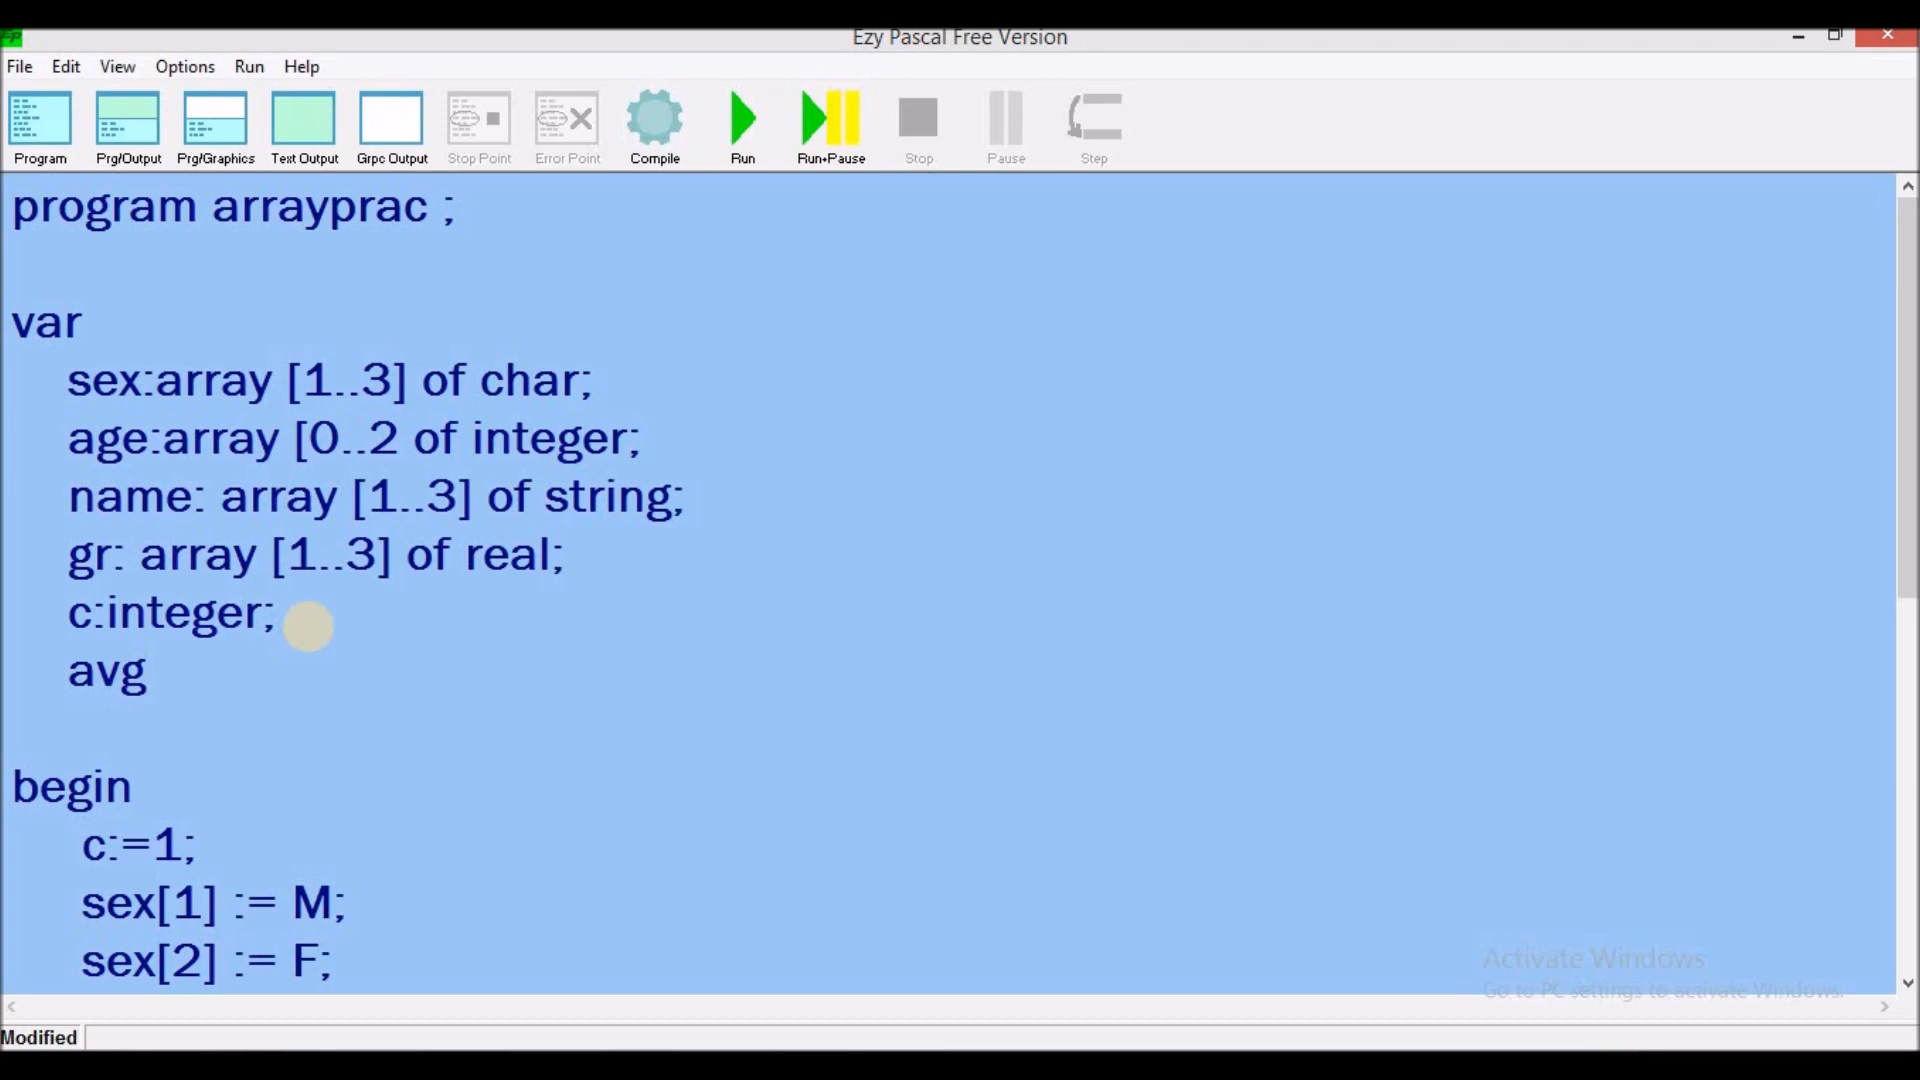 Ezy Pascal Free Version
File Edit View Options Run Help
Program Prg/Output Prg/Graphics Text Output Grpc Output Stop Point Error Point Compile Run Run+Pause Stop Pause Step
program arrayprac ;
var
sex:array [1..3] of char;
age:array [0..2 of integer;
name: array [1..3] of string;
gr: array [1..3] of real;
c:integer;
avg
begin
c:=1;
sex[1] := M;
sex[2] := F;
Activate Windows
Go to PC settings to activate Windows.
Modified